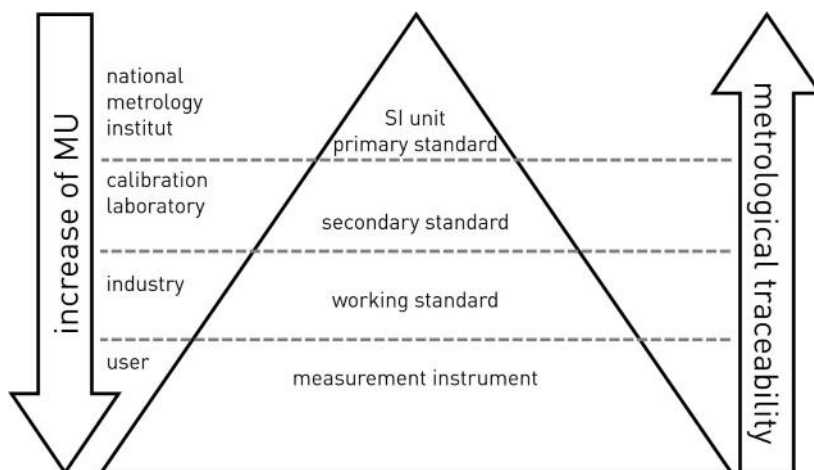 increase of MU
national
metrology
institut
SI unit
primary standard
calibration
laboratory
secondary standard
industry
working standard
user
measurement instrument
metrological traceability